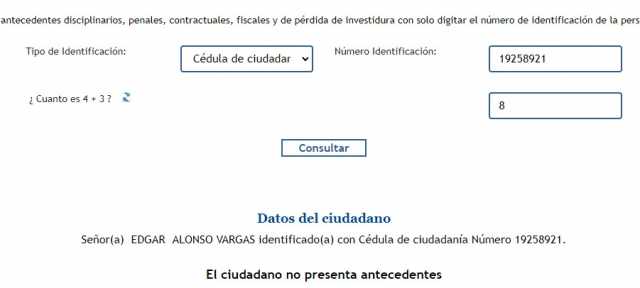 antecedentes disciplinarios, penales, contractuales, fiscales y de pérdida de investidura con solo digitar el número de identificación de la pers
Tipo de Identificación: Cédula de ciudadar Número Identificación: 19258921
¿ Cuanto es 4 + 3 ? 8
Consultar
Datos del ciudadano
Señor(a) EDGAR ALONSO VARGAS identificado(a) con Cédula de ciudadanía Número 19258921.
El ciudadano no presenta antecedentes